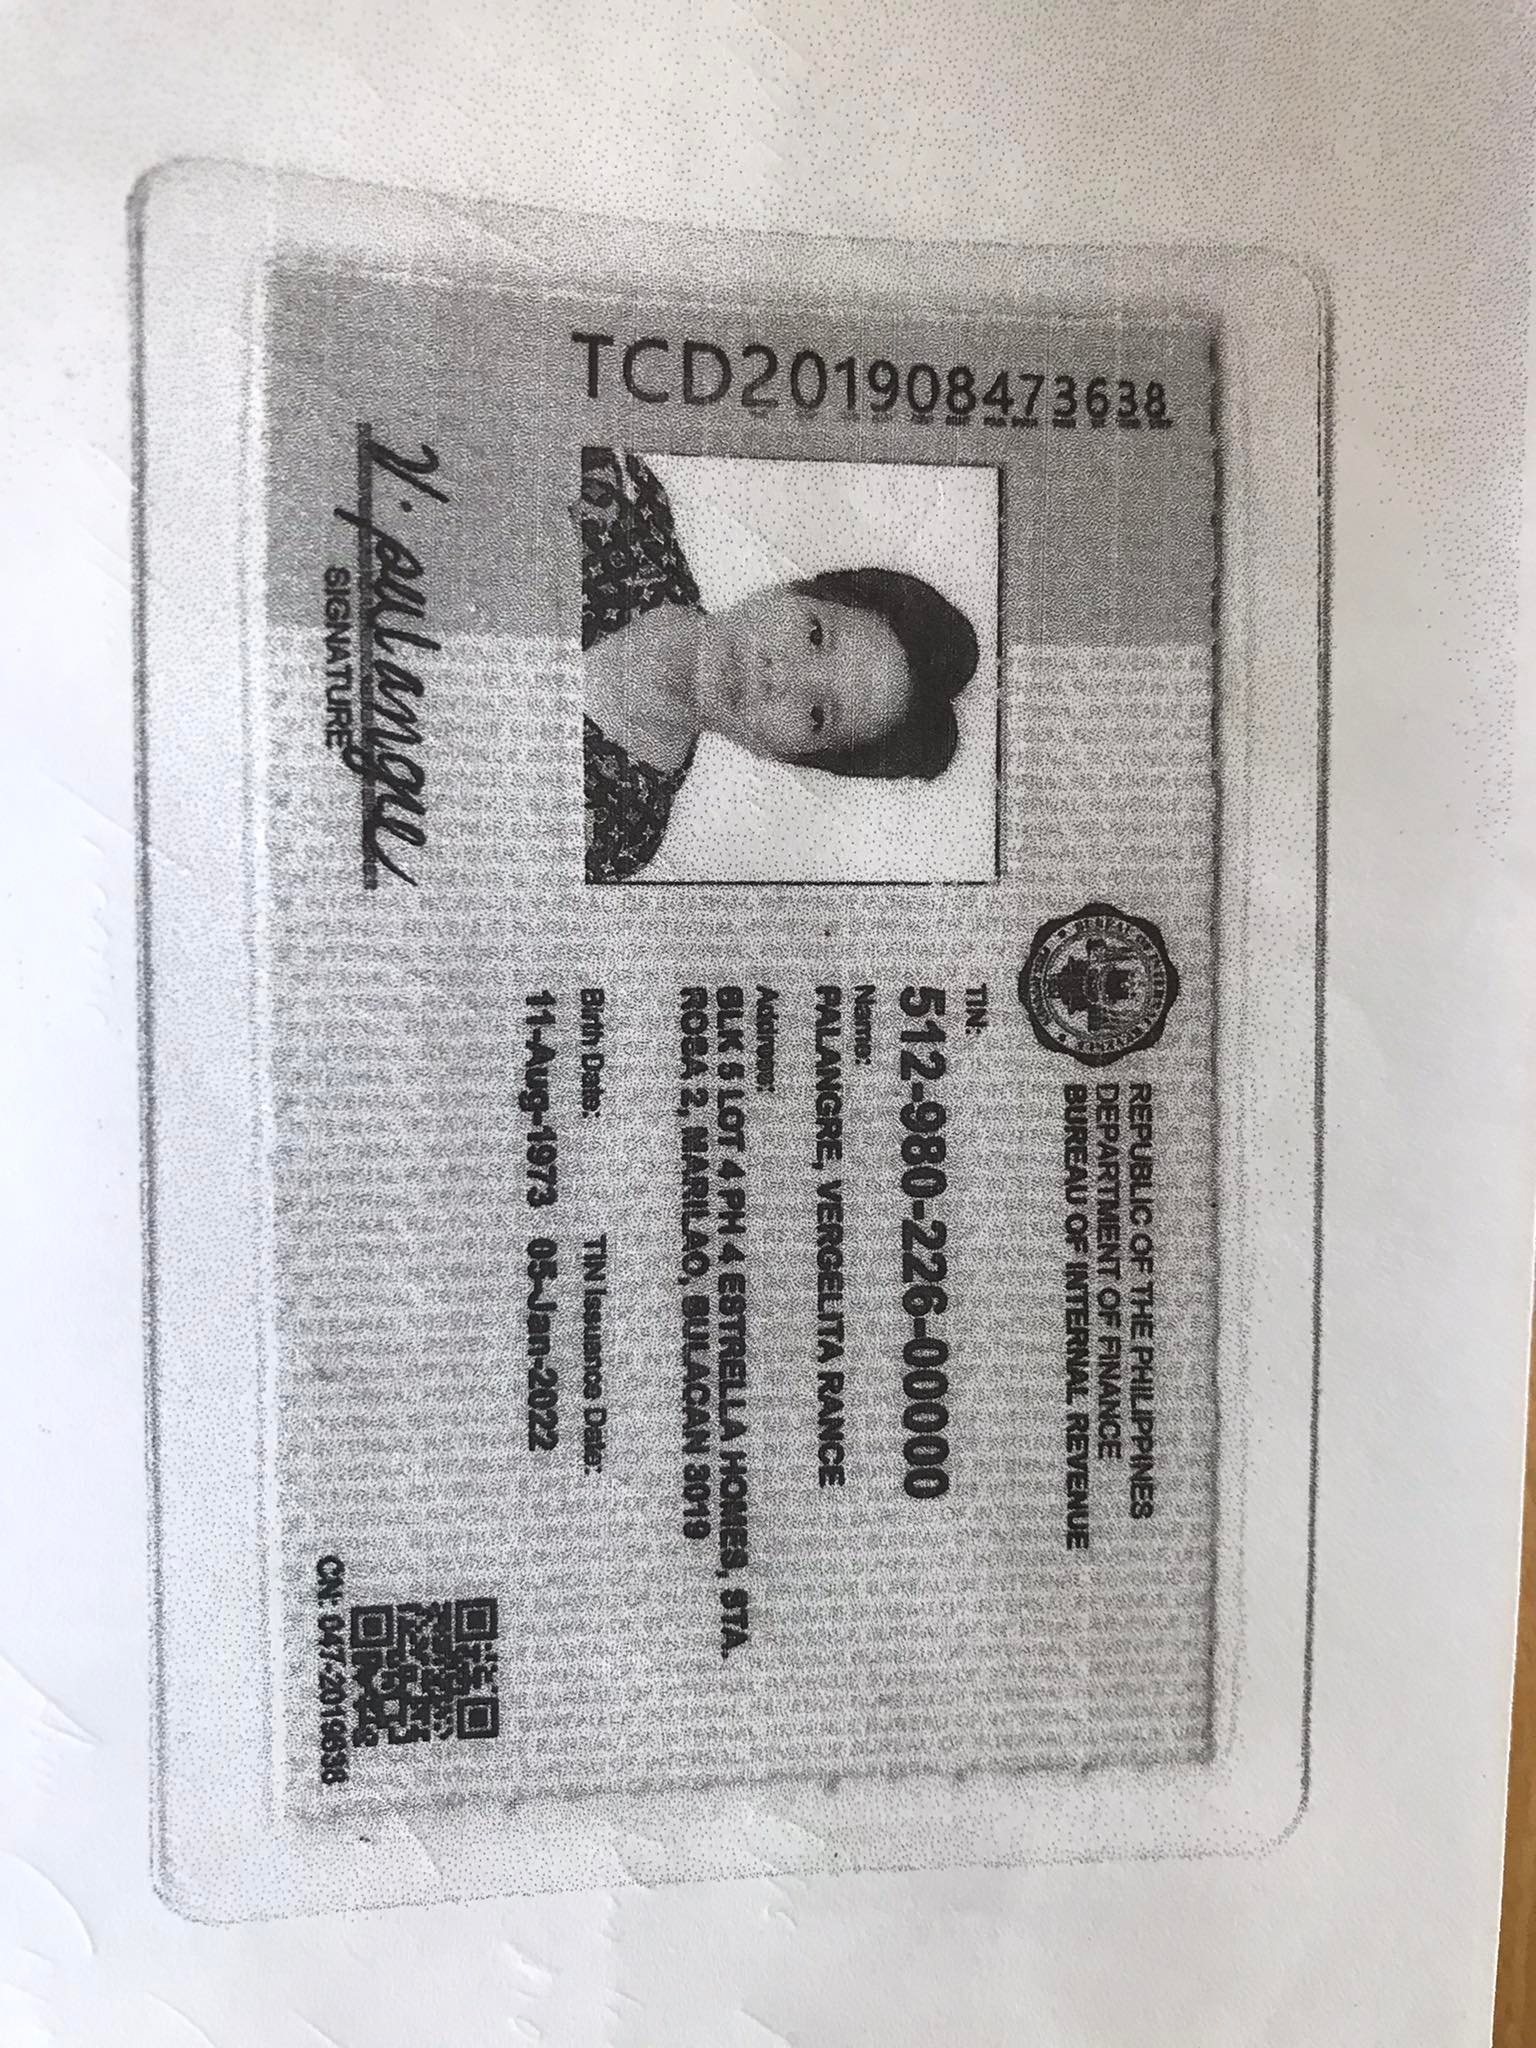 REPUBLIC OF THE PHILIPPINES
DEPARTMENT OF FINANCE
BUREAU OF INTERNAL REVENUE
TCD201908473638
TIN:
512-980-226-00000
Name:
PALANGRE, VERGELITA RANCE
Address:
BLK 5 LOT 4 PH 4 ESTRELLA HOMES, STA.
ROSA 2, MARILAO, BULACAN 3019
Birth Date: TIN Issuance Date:
11-Aug-1973 05-Jan-2022
V. palangre
SIGNATURE
CN: 047-2019638